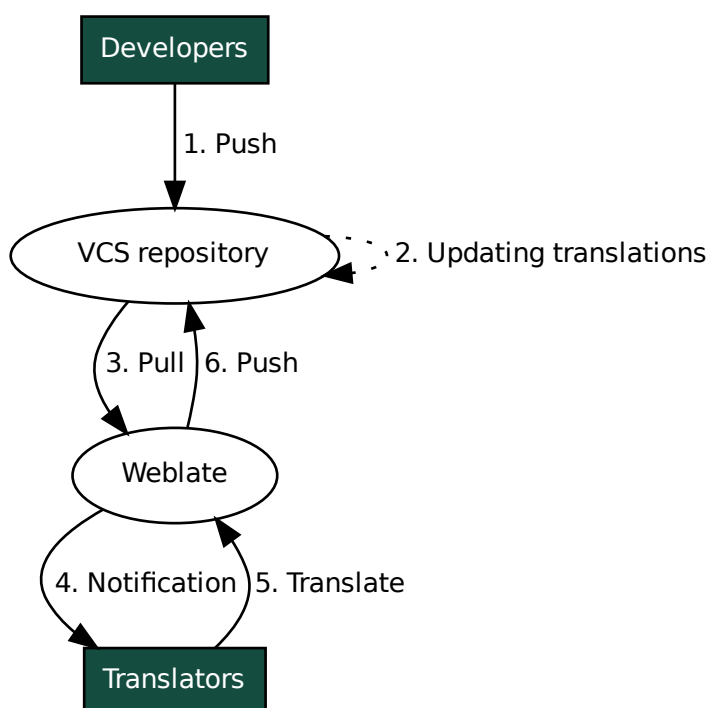 Developers
1. Push
VCS repository
2. Updating translations
3. Pull
6. Push
Weblate
4. Notification
5. Translate
Translators